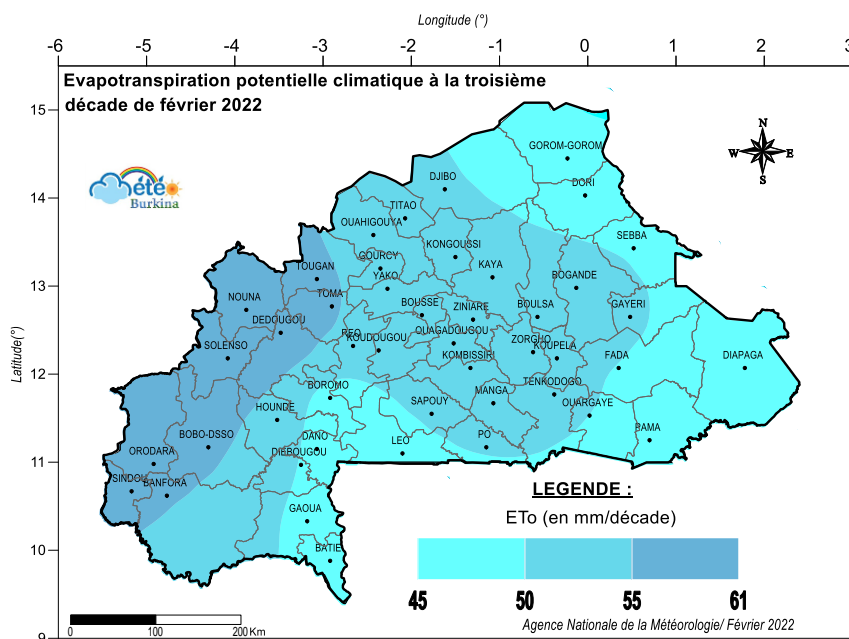 Longitude (°)
-6 -5 -4 -3 -2 -1 0 1 2 3
Evapotranspiration potentielle climatique à la troisième
décade de février 2022
15
14
13
12
11
10
9
Latitude(°)
N
W E
S
Météo
Burkina
GOROM-GOROM
DJIBO
DORI
TITAO
OUAHIGOUYA
SEBBA
KONGOUSSI
GOURCY
TOUGAN
KAYA
BOGANDE
YAKO
NOUNA
TOMA
BOUSSE
ZINIARE
BOULSA
GAYERI
DEDOUGOU
REO
KOUDOUGOU
OUAGADOUGOU
ZORGHO
KOUPELA
SOLENSO
KOMBISSIRI
FADA
DIAPAGA
BOROMO
TENKODOGO
HOUNDE
SAPOUY
MANGA
OUARGAYE
BOBO-DSSO
DANO
LEO
PO
PAMA
ORODARA
DIEBOUGOU
SINDOU
BANFORA
GAOUA
BATIE
LEGENDE :
ETo (en mm/décade)
45 50 55 61
0 100 200 Km
Agence Nationale de la Météorologie/ Février 2022